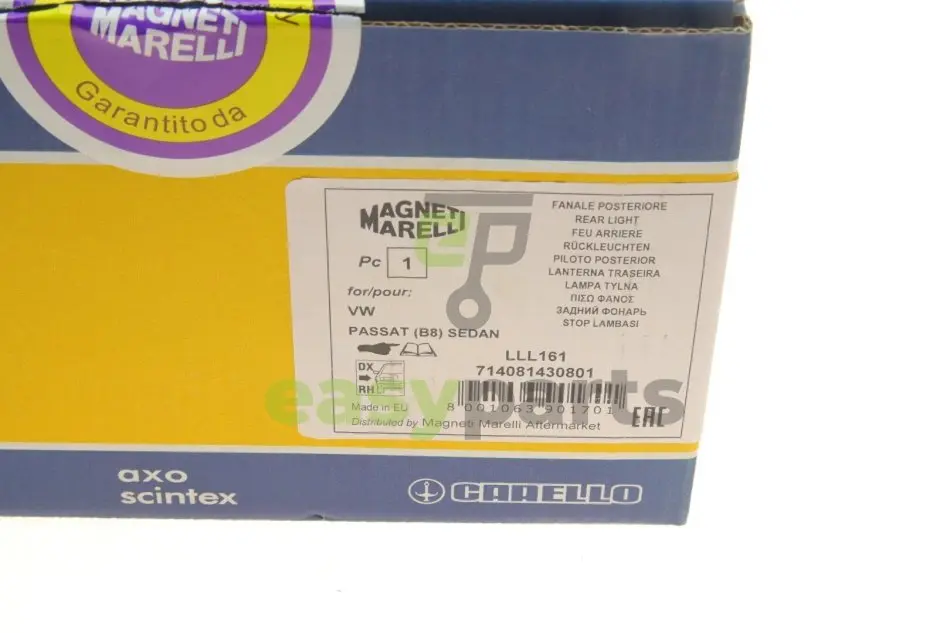 MAGNETI
MARELLI
Garantito da
MAGNETI
MARELLI
Pc 1
for/pour:
VW
PASSAT (B8) SEDAN
DX
RH
Made in EU
Distributed by Magneti Marelli Aftermarket
FANALE POSTERIORE
REAR LIGHT
FEU ARRIERE
RÜCKLEUCHTEN
PILOTO POSTERIOR
LANTERNA TRASEIRA
LAMPA TYLNA
ΠΙΣΩ ΦΑΝΟΣ
ЗАДНИЙ ФОНАРЬ
STOP LAMBASI
LLL161
714081430801
8 001063 901701
EAC
easyparts
axo
scintex
CARELLO